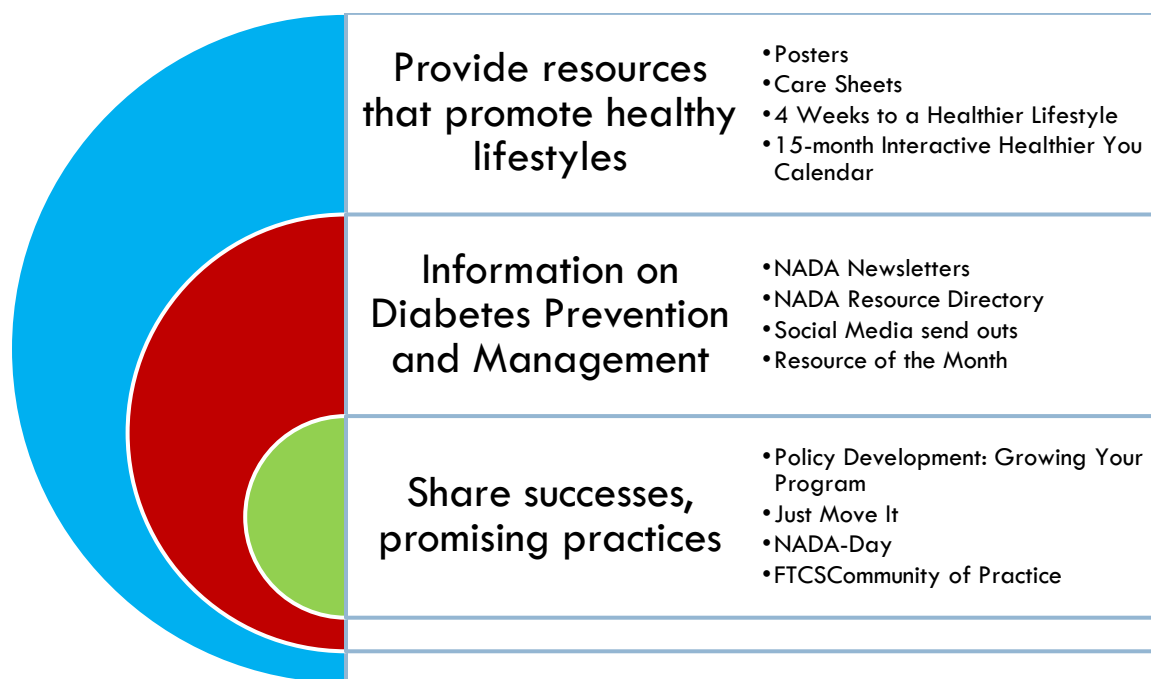 Provide resources
that promote healthy
lifestyles
•Posters
•Care Sheets
•4 Weeks to a Healthier Lifestyle
•15-month Interactive Healthier You
Calendar
Information on
Diabetes Prevention
and Management
•NADA Newsletters
•NADA Resource Directory
•Social Media send outs
•Resource of the Month
Share successes,
promising practices
•Policy Development: Growing Your
Program
•Just Move It
•NADA-Day
•FTCSCommunity of Practice